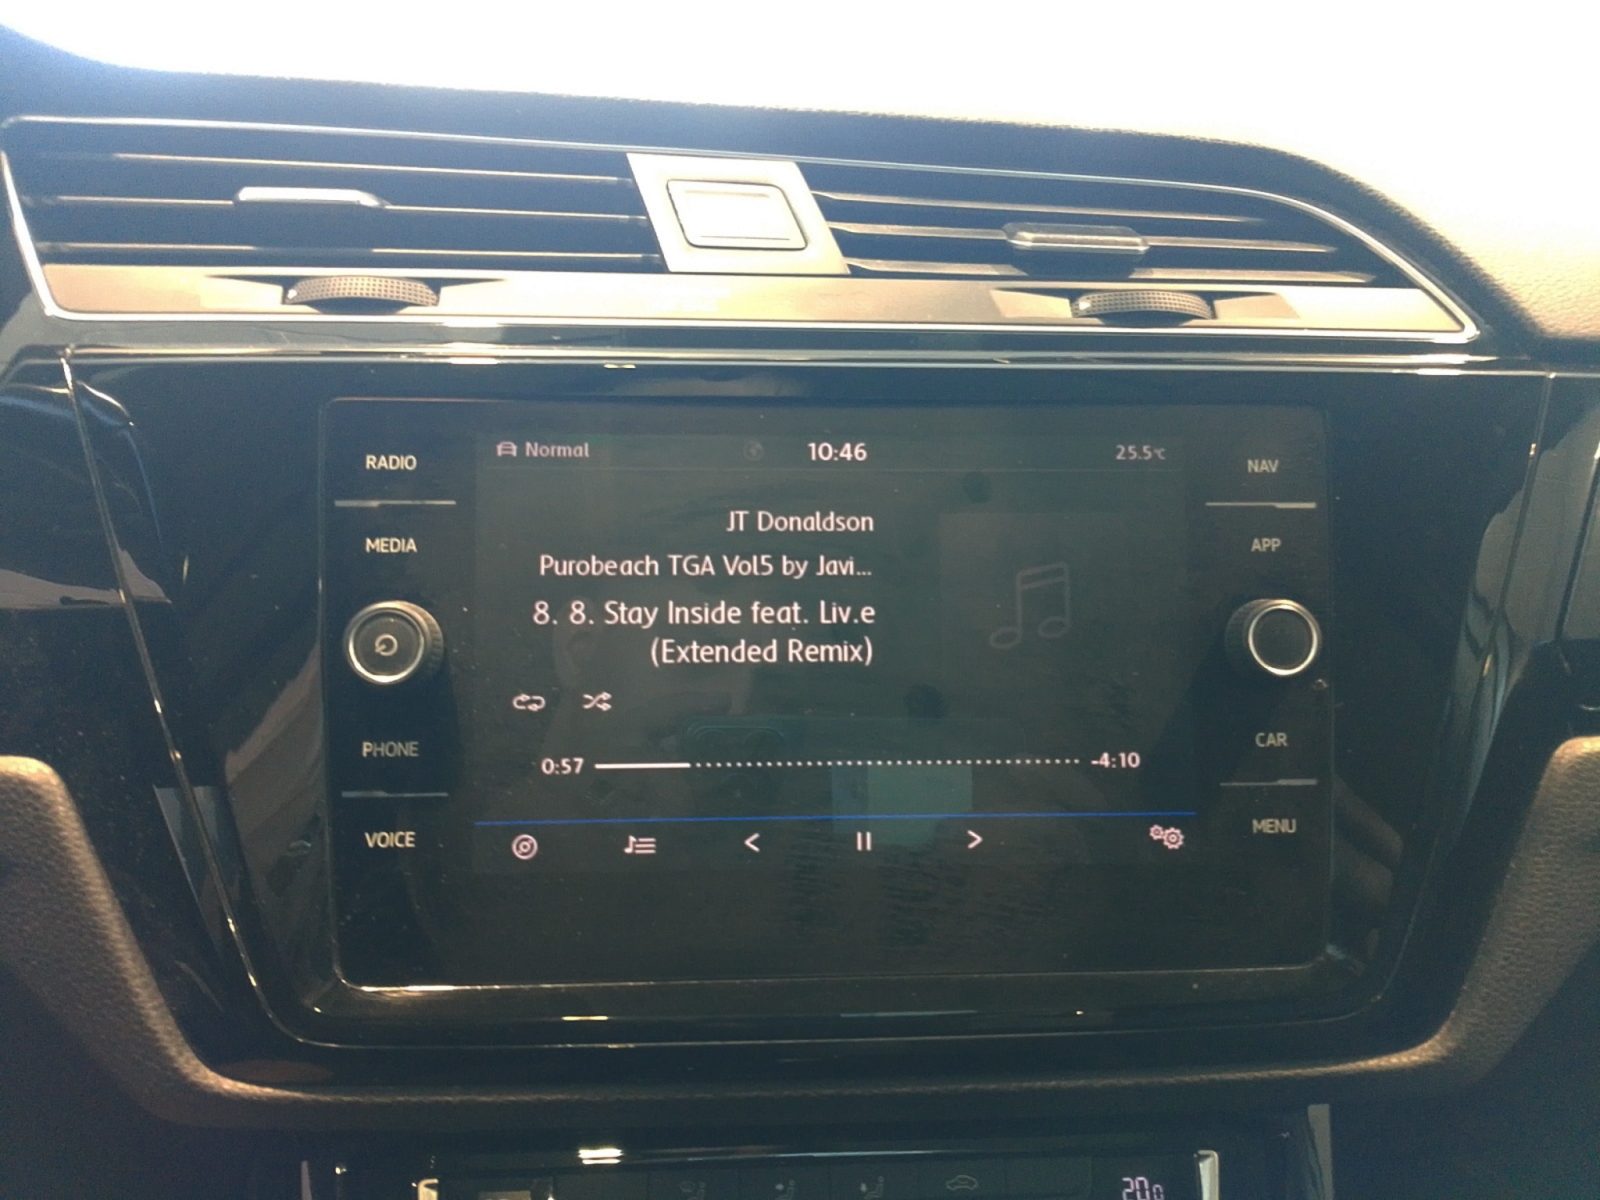 RADIO
MEDIA
PHONE
VOICE
Normal
10:46
25.5°C
JT Donaldson
Purobeach TGA Vol5 by Javi...
8. 8. Stay Inside feat. Liv.e
(Extended Remix)
0:57
-4:10
NAV
APP
CAR
MENU
20.0